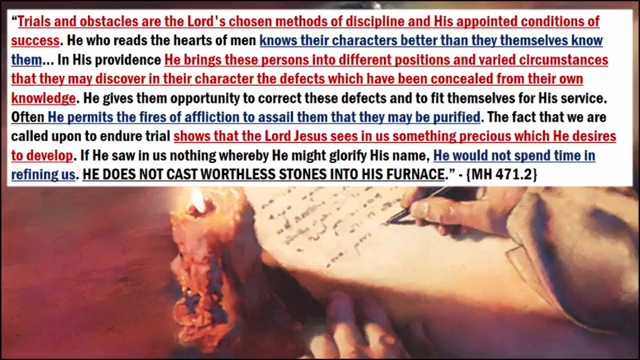 “Trials and obstacles are the Lord's chosen methods of discipline and His appointed conditions of
success. He who reads the hearts of men knows their characters better than they themselves know
them... In His providence He brings these persons into different positions and varied circumstances
that they may discover in their character the defects which have been concealed from their own
knowledge. He gives them opportunity to correct these defects and to fit themselves for His service.
Often He permits the fires of affliction to assail them that they may be purified. The fact that we are
called upon to endure trial shows that the Lord Jesus sees in us something precious which He desires
to develop. If He saw in us nothing whereby He might glorify His name, He would not spend time in
refining us. HE DOES NOT CAST WORTHLESS STONES INTO HIS FURNACE.” - {MH 471.2}